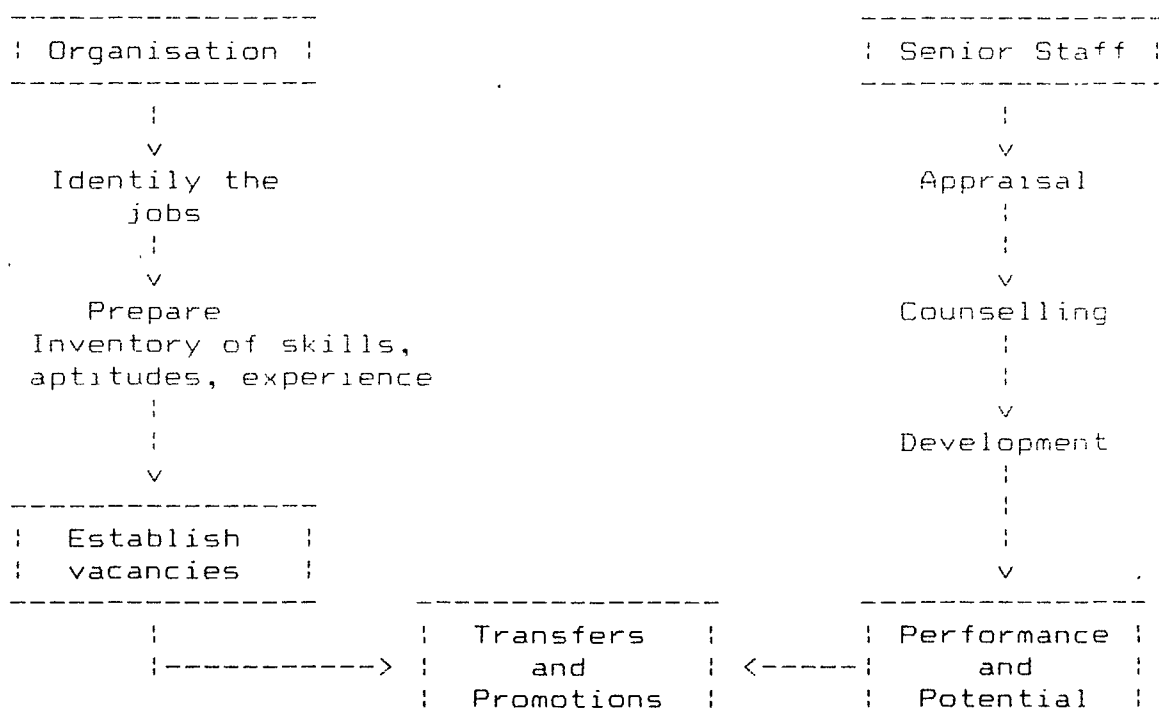 Organisation
Senior Staff
Identily the
jobs
Appraisal
Prepare
Inventory of skills,
aptitudes, experience
Counselling
Development
Establish
vacancies
Transfers
and
Promotions
Performance
and
Potential